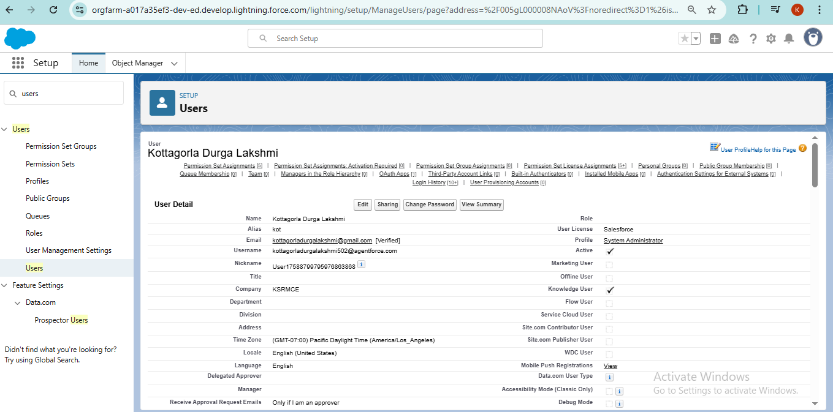 orgfarm-a017a35ef3-dev-ed.develop.lightning.force.com/lightning/setup/ManageUsers/page?address=%2F005gL000008NAoV%3Fnoredirect%3D1%26is...
K
Search Setup
Setup
Home
Object Manager
users
Users
Permission Set Groups
Permission Sets
Profiles
Public Groups
Queues
Roles
User Management Settings
Users
Feature Settings
Data.com
Prospector Users
Didn't find what you're looking for?
Try using Global Search.
SETUP
Users
User
Kottagorla Durga Lakshmi
User Profile Help for this Page
Permission Set Assignments [0] | Permission Set Assignments: Activation Required [0] | Permission Set Group Assignments [0] | Permission Set License Assignments [5+] | Personal Groups [0] | Public Group Membership [0] |
Queue Membership [0] | Team [0] | Managers in the Role Hierarchy [0] | OAuth Apps | Third-Party Account Links [0] | Built-in Authenticators [0] | Installed Mobile Apps [0] | Authentication Settings for External Systems [0] |
Login History [10+] | User Provisioning Accounts [0]
User Detail
Edit Sharing Change Password View Summary
Name Kottagorla Durga Lakshmi Role
Alias kot User License Salesforce
Email kottagorladurgalakshmi@gmail.com [Verified] Profile System Administrator
Username kottagorladurgalakshmi502@agentforce.com Active ✓
Nickname Marketing User
Title Offline User
Company KSRMCE Knowledge User ✓
Department Flow User
Division Service Cloud User
Address Site.com Contributor User
Time Zone (GMT-07:00) Pacific Daylight Time (America/Los_Angeles) Site.com Publisher User
Locale English (United States) WDC User
Language English Mobile Push Registrations View
Delegated Approver Data.com User Type i
Manager Accessibility Mode (Classic Only) i
Receive Approval Request Emails Only if I am an approver Debug Mode i
Activate Windows
Go to Settings to activate Windows.